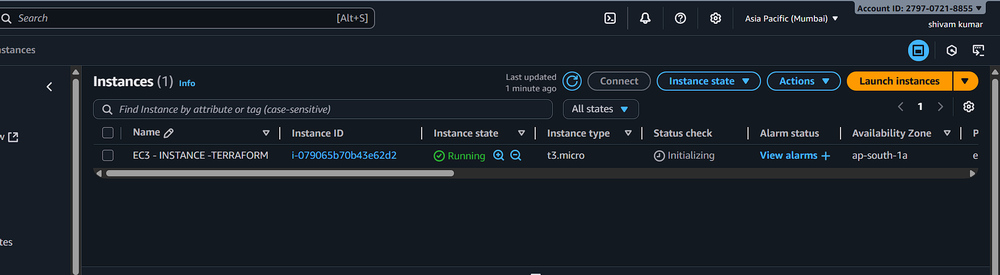 Account ID: 2797-0721-8855
Search [Alt+S] Asia Pacific (Mumbai)
shivam kumar
nstances
Instances (1) Info
Last updated
1 minute ago
Connect Instance state Actions Launch instances
Find Instance by attribute or tag (case-sensitive) All states 1
Name Instance ID Instance state Instance type Status check Alarm status Availability Zone P
EC3 - INSTANCE -TERRAFORM i-079065b70b43e62d2 Running t3.micro Initializing View alarms + ap-south-1a e
w
tes